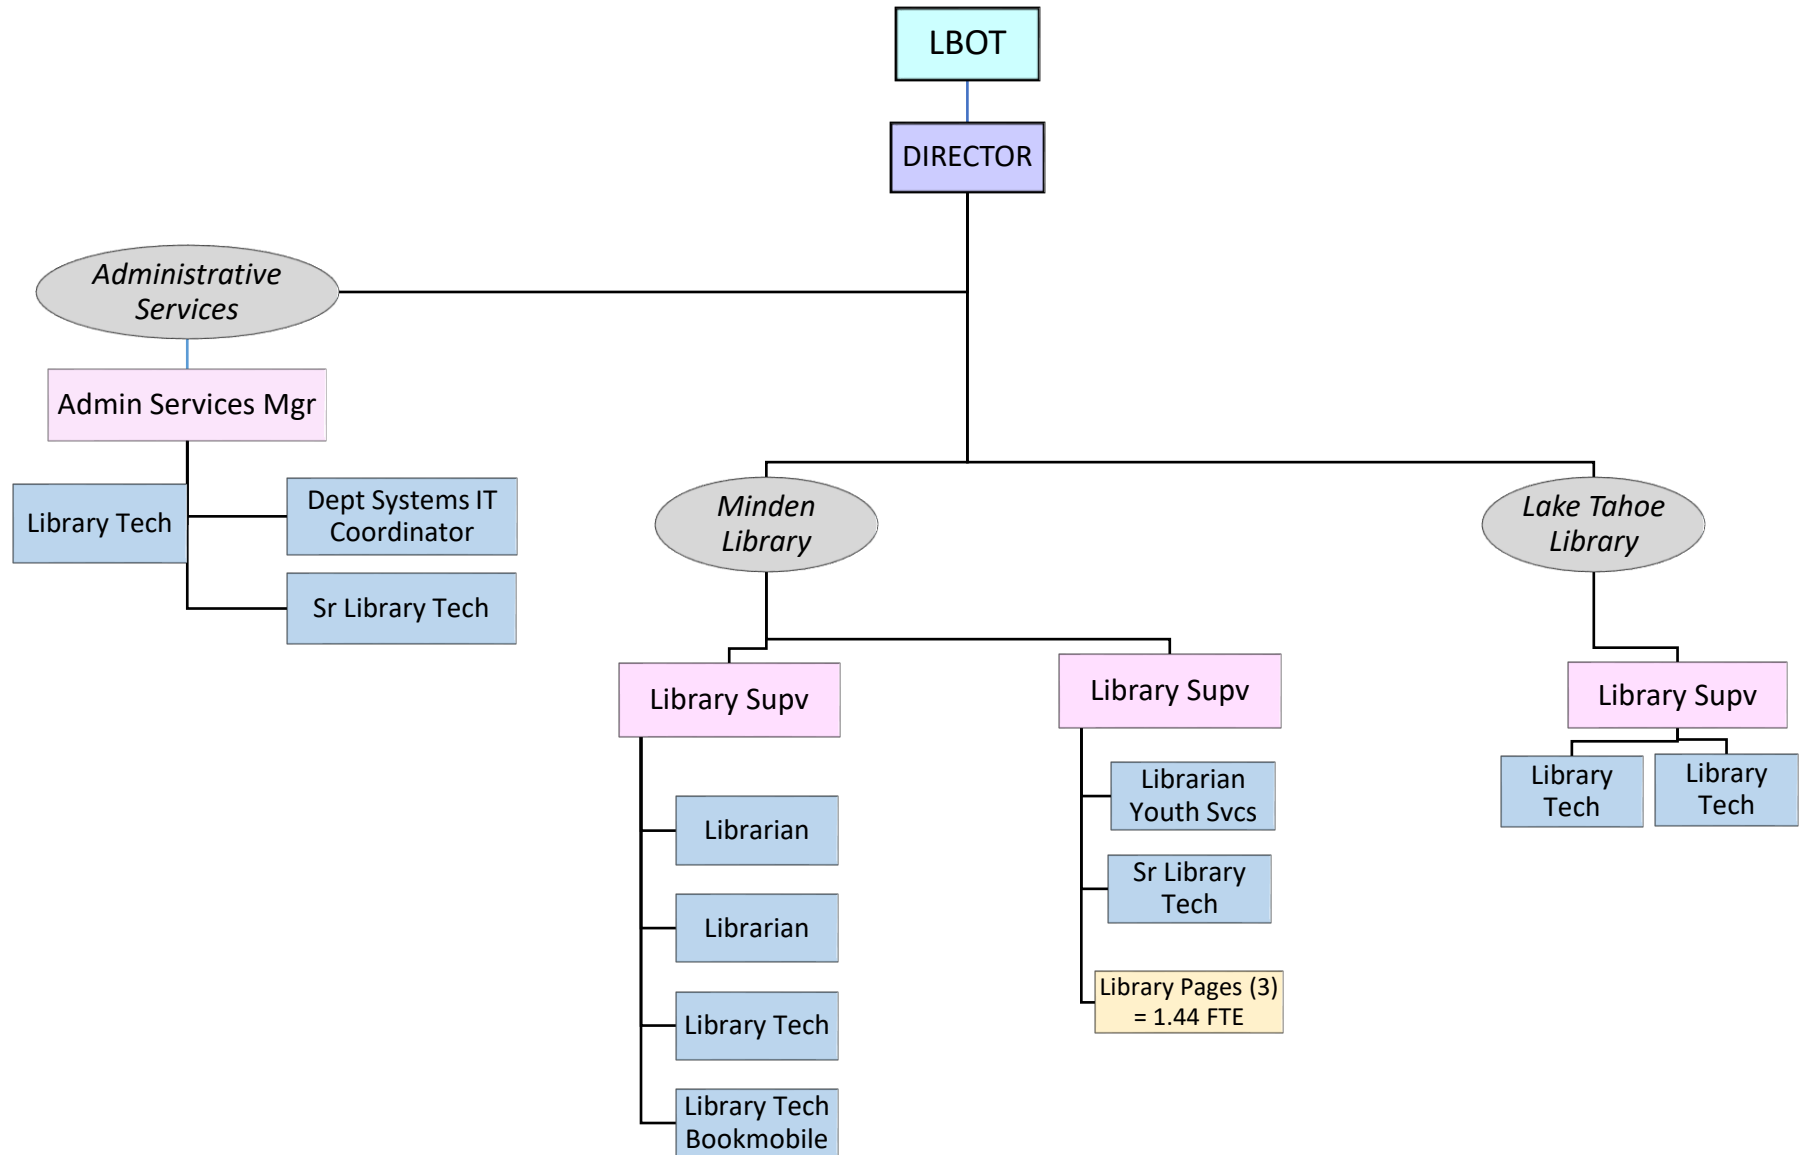 LBOT
DIRECTOR
Administrative
Services
Admin Services Mgr
Library Tech
Dept Systems IT
Coordinator
Sr Library Tech
Minden
Library
Library Supv
Librarian
Librarian
Library Tech
Library Tech
Bookmobile
Library Supv
Librarian
Youth Svcs
Sr Library
Tech
Library Pages (3)
= 1.44 FTE
Lake Tahoe
Library
Library Supv
Library
Tech
Library
Tech